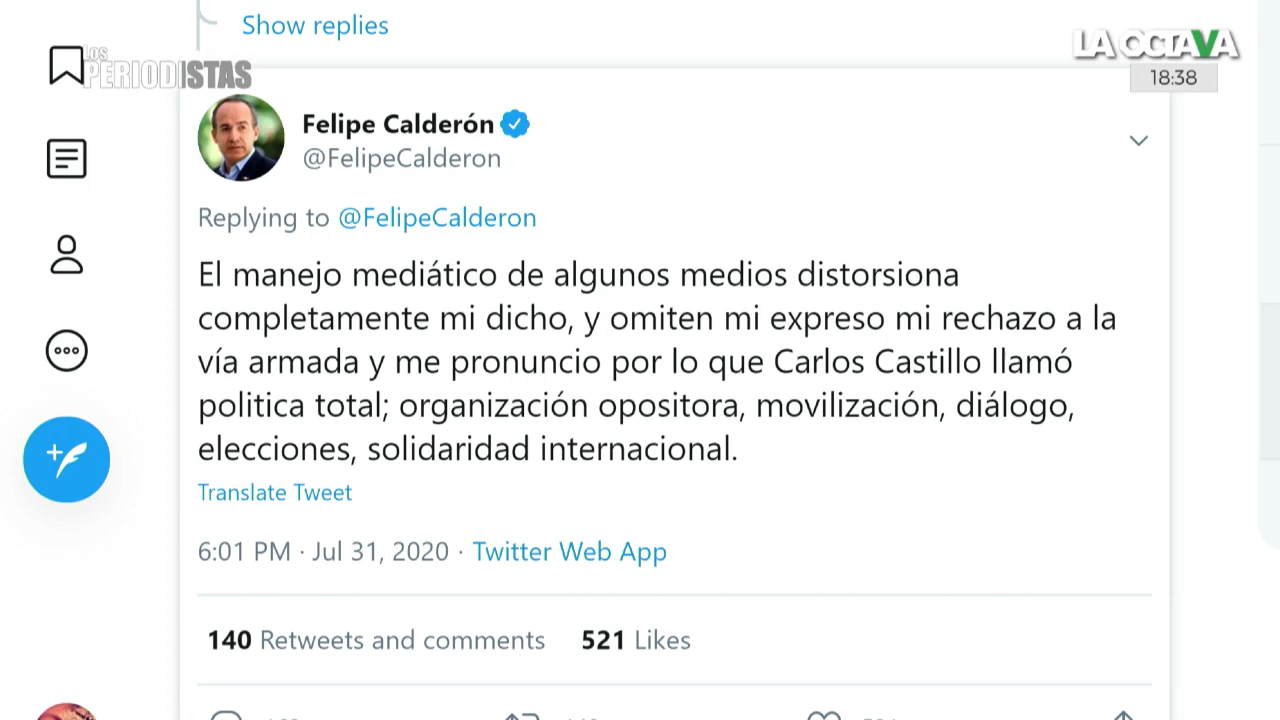 Show replies
LA OCTAVA
LOS PERIODISTAS
18:38
Felipe Calderón
@FelipeCalderon
Replying to @FelipeCalderon
El manejo mediático de algunos medios distorsiona
completamente mi dicho, y omiten mi expreso mi rechazo a la
vía armada y me pronuncio por lo que Carlos Castillo llamó
politica total; organización opositora, movilización, diálogo,
elecciones, solidaridad internacional.
Translate Tweet
6:01 PM · Jul 31, 2020 · Twitter Web App
140 Retweets and comments 521 Likes